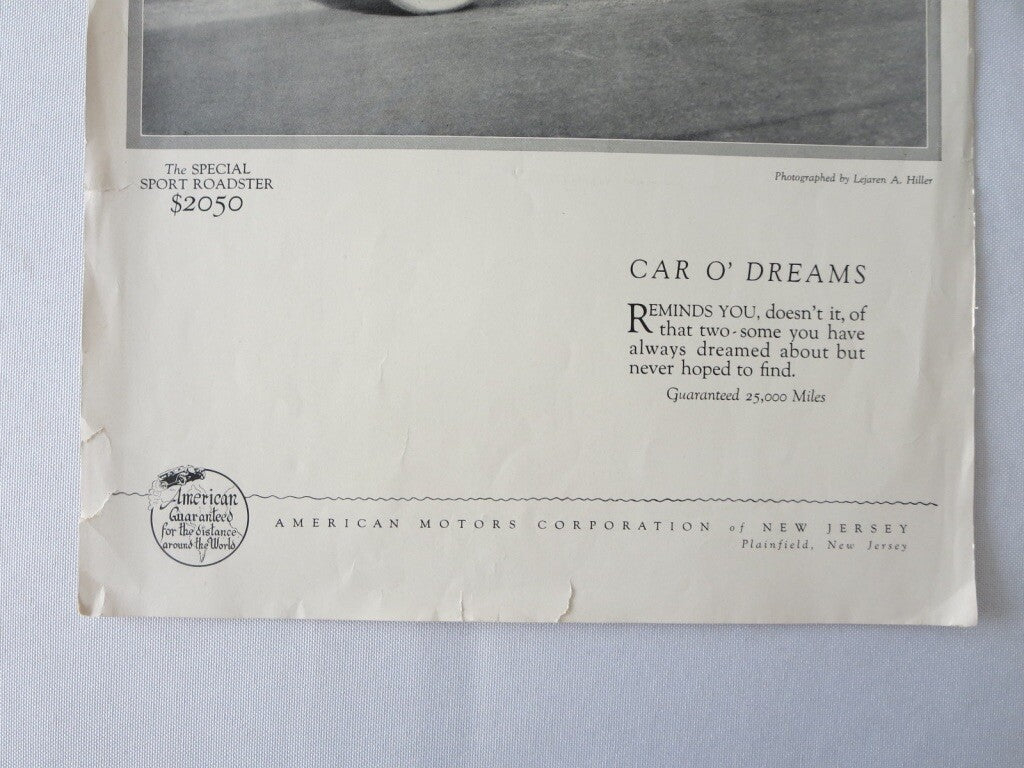 The SPECIAL
SPORT ROADSTER
$2050
Photographed by Lejaren A. Hiller
CAR O' DREAMS
REMINDS YOU, doesn't it, of
that two-some you have
always dreamed about but
never hoped to find.
Guaranteed 25,000 Miles
American
Guaranteed
for the distance
around the World
AMERICAN MOTORS CORPORATION of NEW JERSEY
Plainfield, New Jersey